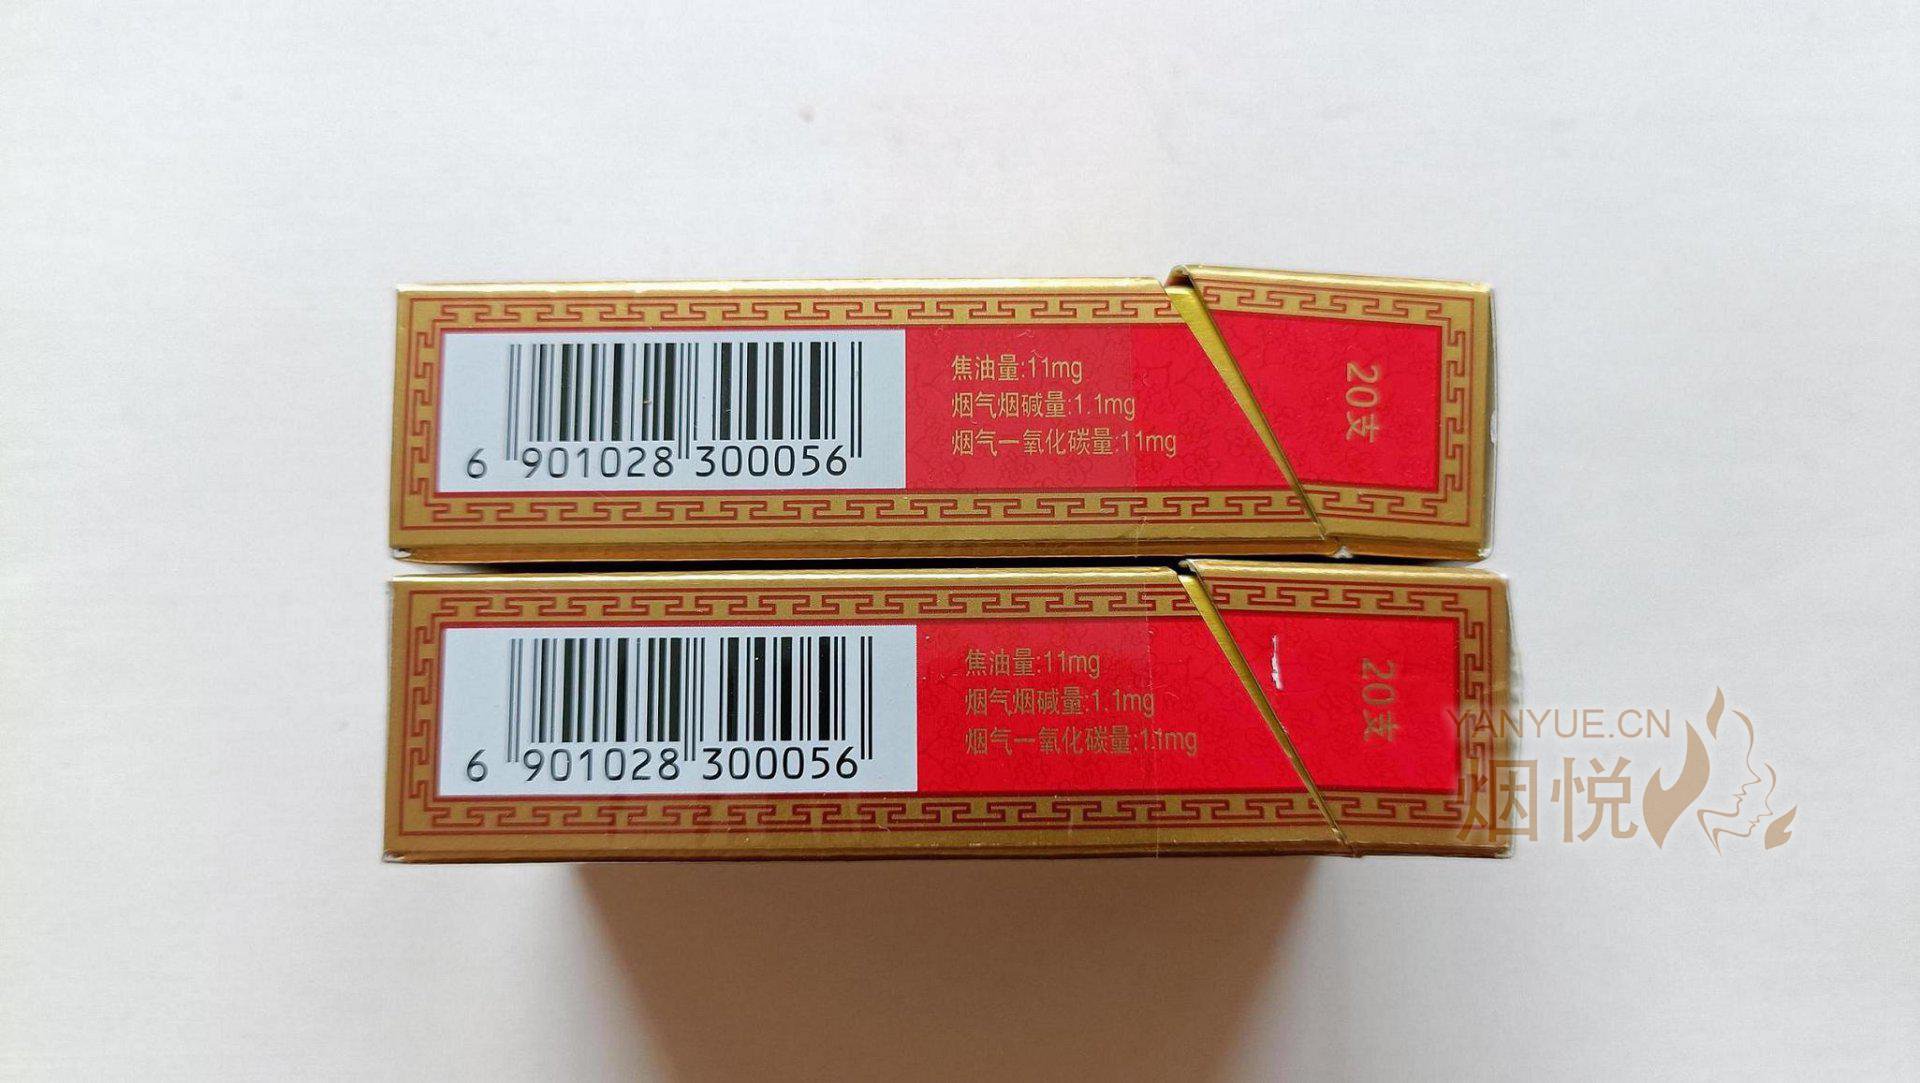 6 901028 300056
焦油量:11mg
烟气烟碱量:1.1mg
烟气一氧化碳量:11mg
20支
6 901028 300056
焦油量:11mg
烟气烟碱量:1.1mg
烟气一氧化碳量:11mg
20支
YANYUE.CN
烟悦